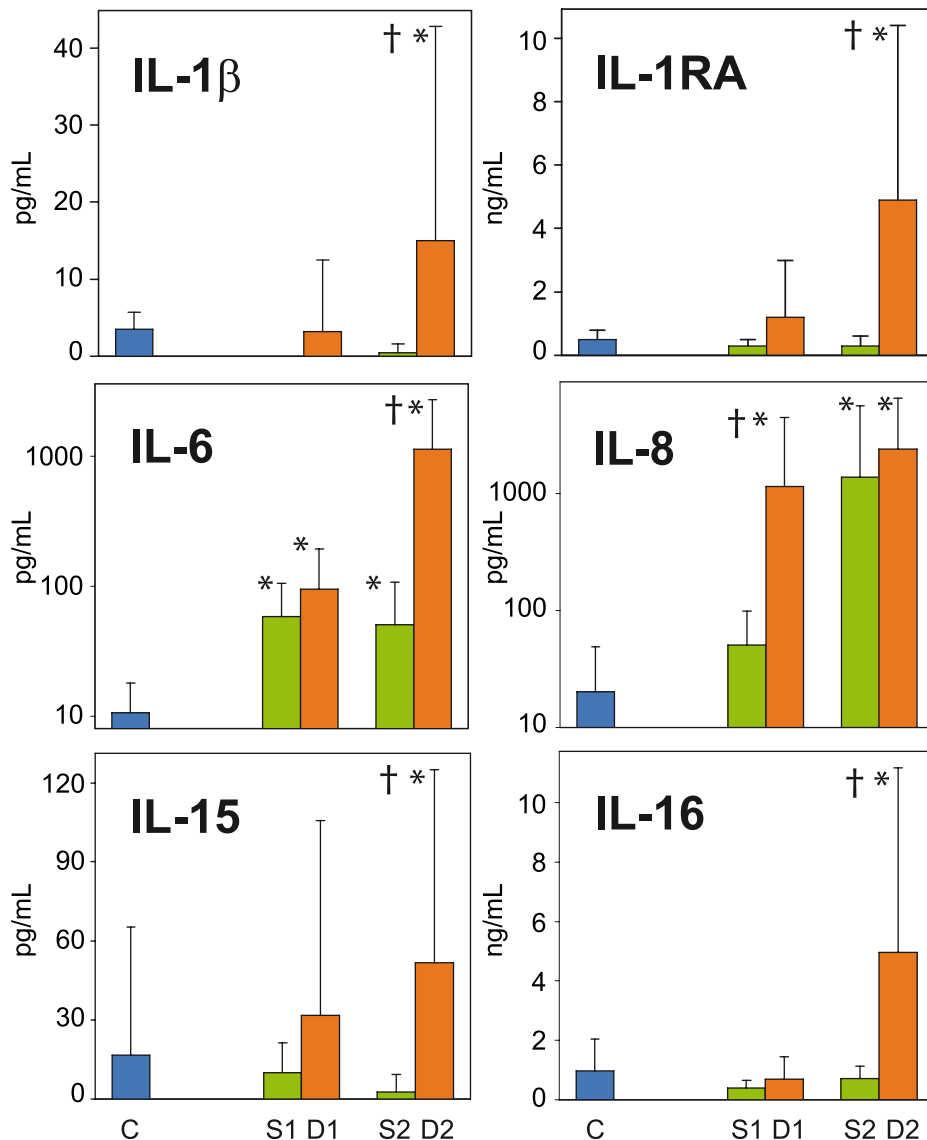 † *
IL-1β
pg/mL
40
30
20
10
0
† *
IL-1RA
ng/mL
10
8
6
4
2
0
† *
IL-6
pg/mL
1000
100
10
*
*
*
† *
* *
IL-8
pg/mL
1000
100
10
† *
IL-15
pg/mL
120
90
60
30
0
C S1 D1 S2 D2
† *
IL-16
ng/mL
10
8
6
4
2
0
C S1 D1 S2 D2